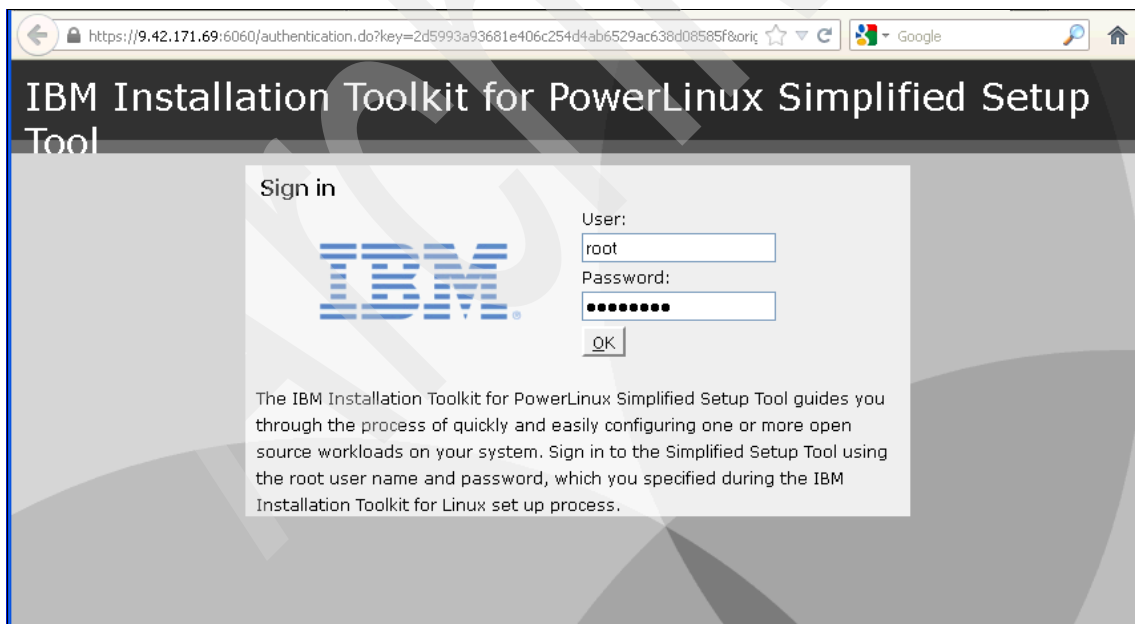 https://9.42.171.69:6060/authentication.do?key=2d5993a93681e406c254d4ab6529ac638d08585f&orig
Google
IBM Installation Toolkit for PowerLinux Simplified Setup
Tool
Sign in
IBM®
User:
root
Password:
OK
The IBM Installation Toolkit for PowerLinux Simplified Setup Tool guides you
through the process of quickly and easily configuring one or more open
source workloads on your system. Sign in to the Simplified Setup Tool using
the root user name and password, which you specified during the IBM
Installation Toolkit for Linux set up process.